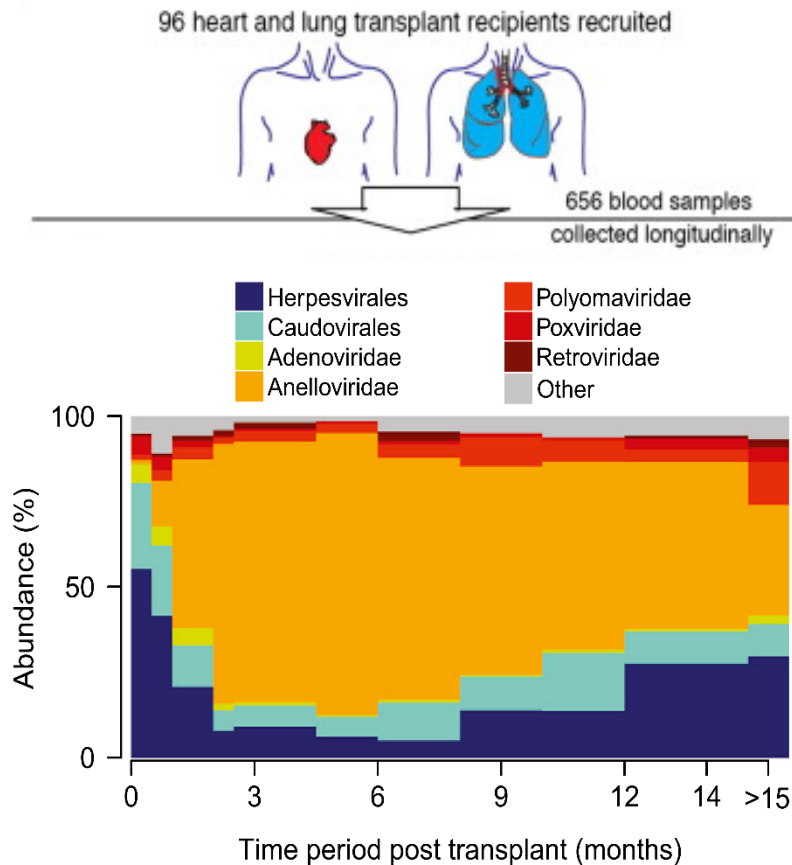 96 heart and lung transplant recipients recruited
656 blood samples
collected longitudinally
Herpesvirales
Caudovirales
Adenoviridae
Anelloviridae
Polyomaviridae
Poxviridae
Retroviridae
Other
Abundance (%)
100
50
0
0 3 6 9 12 14 >15
Time period post transplant (months)